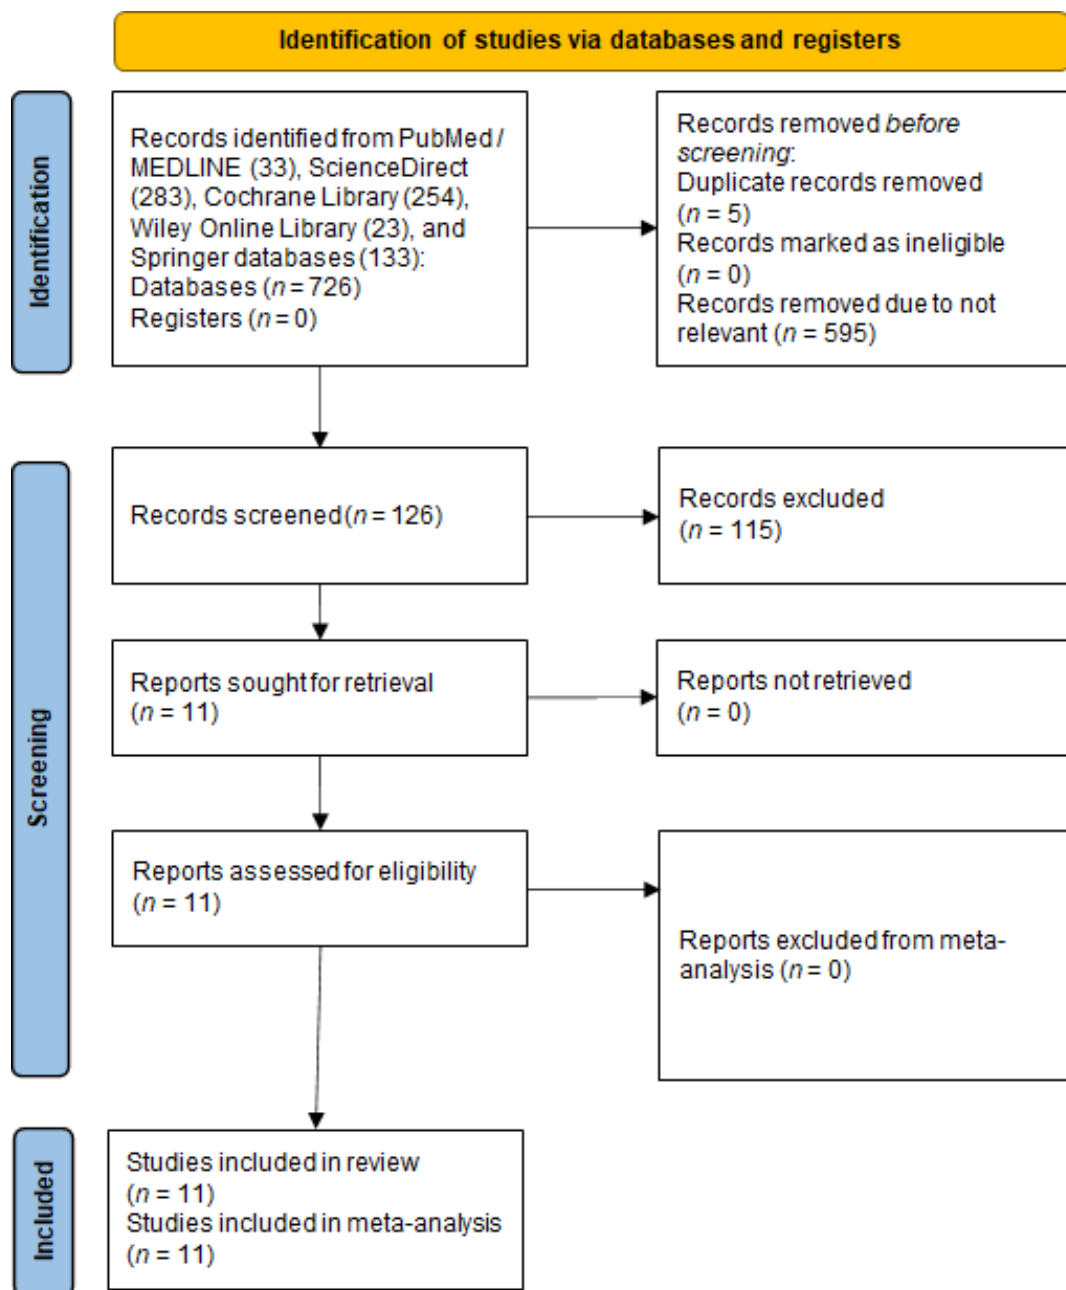 Identification of studies via databases and registers
Identification
Records identified from PubMed /
MEDLINE (33), ScienceDirect
(283), Cochrane Library (254),
Wiley Online Library (23), and
Springer databases (133):
Databases (n = 726)
Registers (n = 0)
Records removed before
screening:
Duplicate records removed
(n = 5)
Records marked as ineligible
(n = 0)
Records removed due to not
relevant (n = 595)
Screening
Records screened (n = 126)
Records excluded
(n = 115)
Reports sought for retrieval
(n = 11)
Reports not retrieved
(n = 0)
Reports assessed for eligibility
(n = 11)
Reports excluded from meta-
analysis (n = 0)
Included
Studies included in review
(n = 11)
Studies included in meta-analysis
(n = 11)